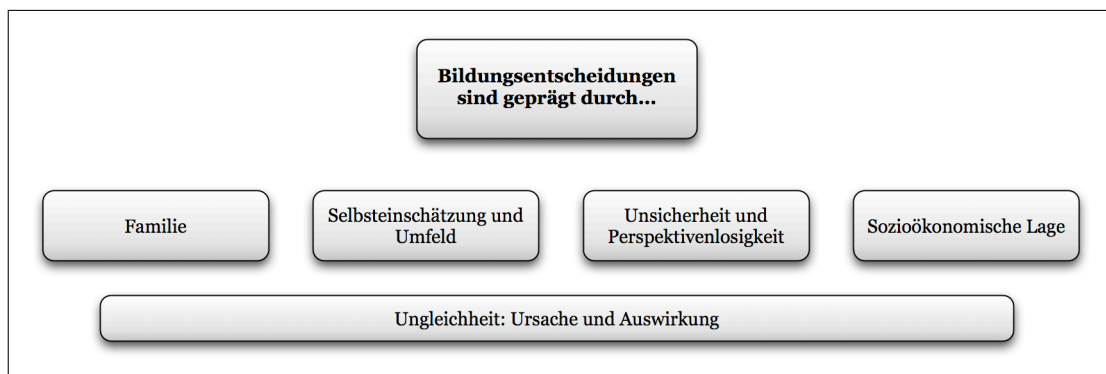 Bildungsentscheidungen
sind geprägt durch...
Familie
Selbsteinschätzung und
Umfeld
Unsicherheit und
Perspektivenlosigkeit
Sozioökonomische Lage
Ungleichheit: Ursache und Auswirkung